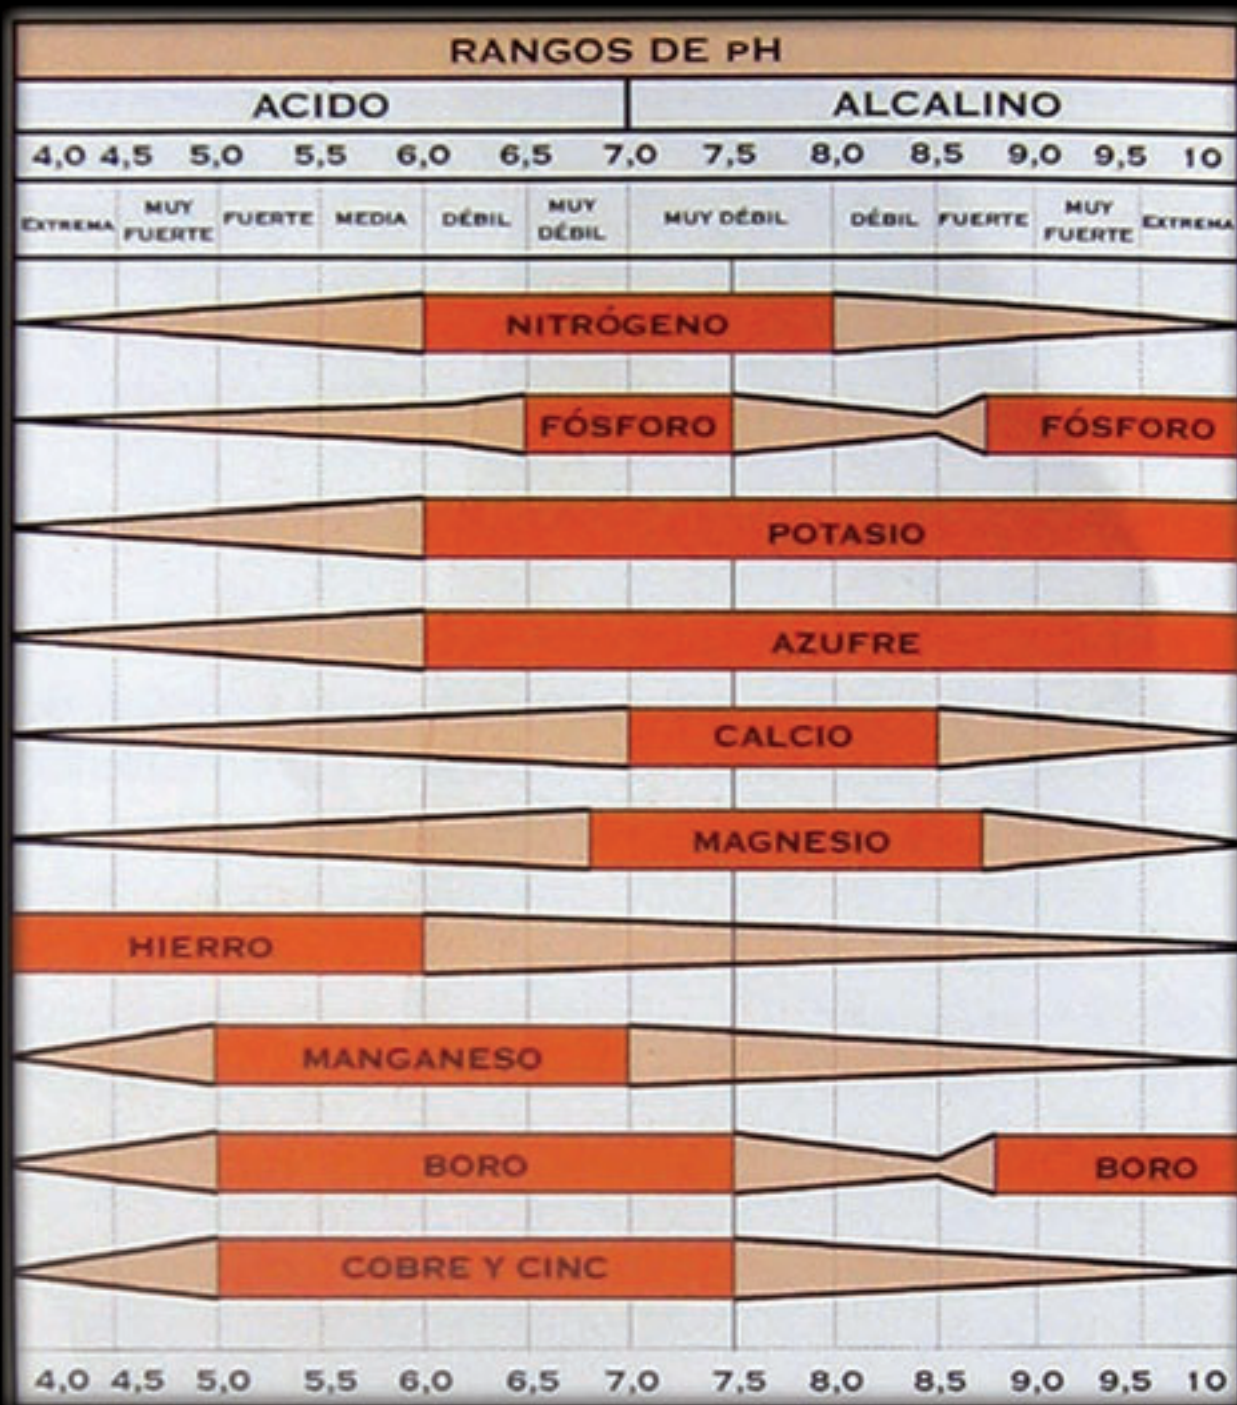 RANGOS DE pH
ACIDO ALCALINO
4,0 4,5 5,0 5,5 6,0 6,5 7,0 7,5 8,0 8,5 9,0 9,5 10
EXTREMA MUY FUERTE FUERTE MEDIA DÉBIL MUY DÉBIL MUY DÉBIL DÉBIL FUERTE MUY FUERTE EXTREMA
NITRÓGENO
FÓSFORO FÓSFORO
POTASIO
AZUFRE
CALCIO
MAGNESIO
HIERRO
MANGANESO
BORO BORO
COBRE Y CINC
4,0 4,5 5,0 5,5 6,0 6,5 7,0 7,5 8,0 8,5 9,0 9,5 10